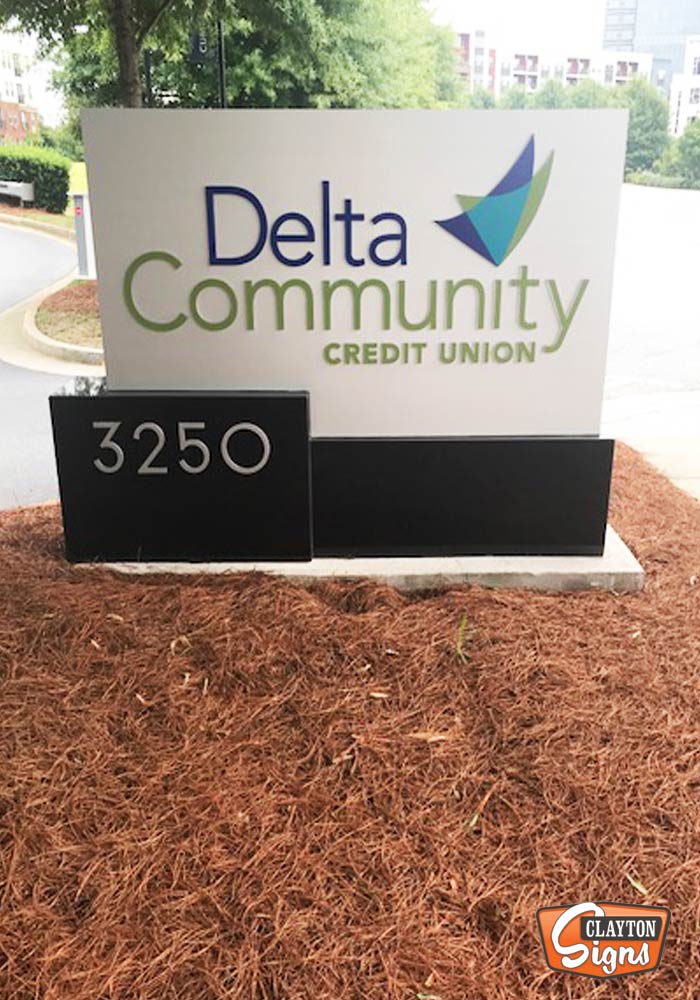 Delta
Community
CREDIT UNION
3250
CLAYTON
Signs